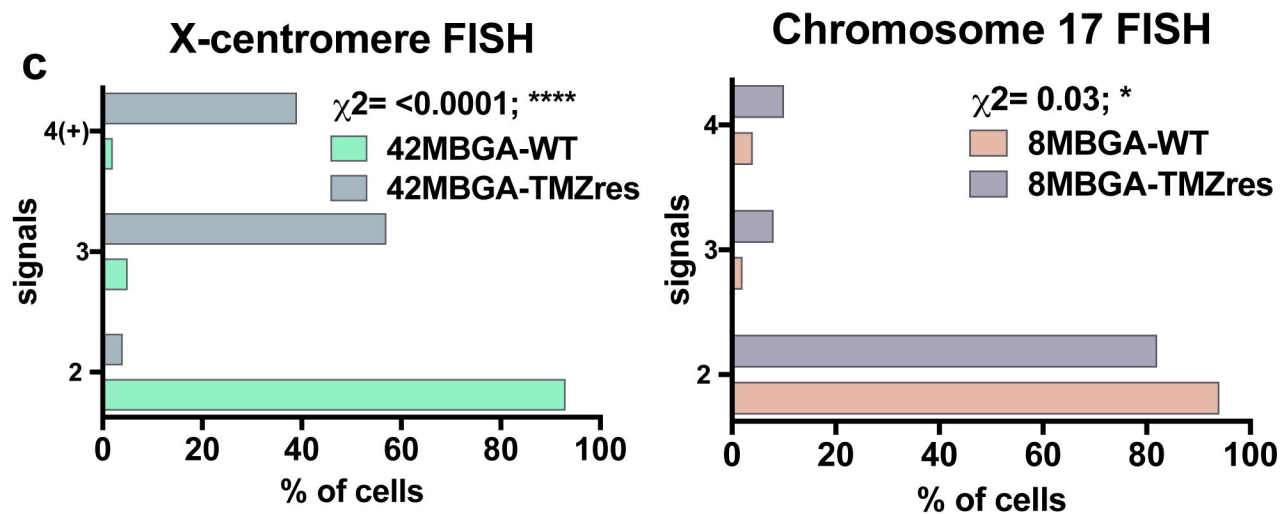 c
X-centromere FISH
χ2= <0.0001; ****
42MBGA-WT
42MBGA-TMZres
signals
4(+)
3
2
0 20 40 60 80 100
% of cells
Chromosome 17 FISH
χ2= 0.03; *
8MBGA-WT
8MBGA-TMZres
signals
4
3
2
0 20 40 60 80 100
% of cells